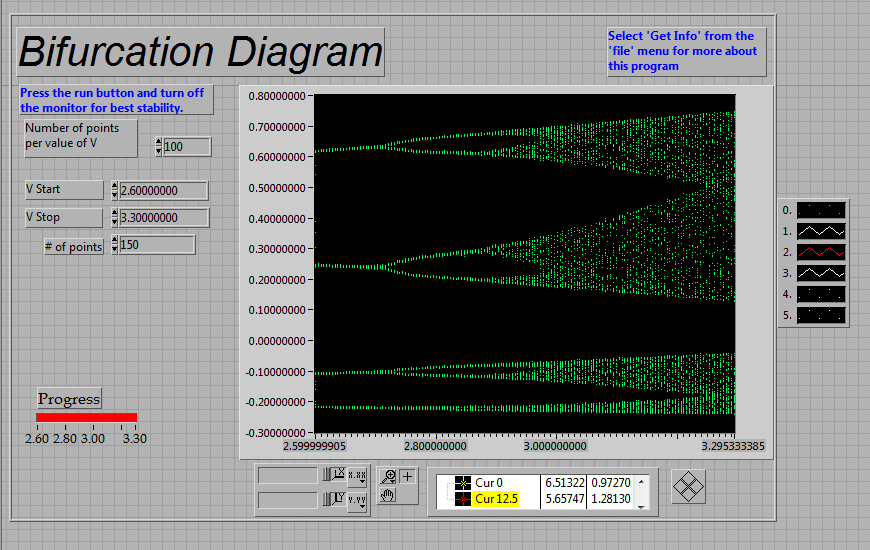 Bifurcation Diagram
Select 'Get Info' from the
'file' menu for more about
this program
Press the run button and turn off
the monitor for best stability.
Number of points
per value of V
100
V Start
2.60000000
V Stop
3.30000000
# of points
150
0.80000000
0.70000000
0.60000000
0.50000000
0.40000000
0.30000000
0.20000000
0.10000000
0.00000000
-0.10000000
-0.20000000
-0.30000000
2.599999905
2.800000000
3.000000000
3.295333385
0.
1.
2.
3.
4.
5.
Progress
2.60 2.80 3.00 3.30
X.XX
Y.YY
Cur 0 6.51322 0.97270
Cur 12.5 5.65747 1.28130